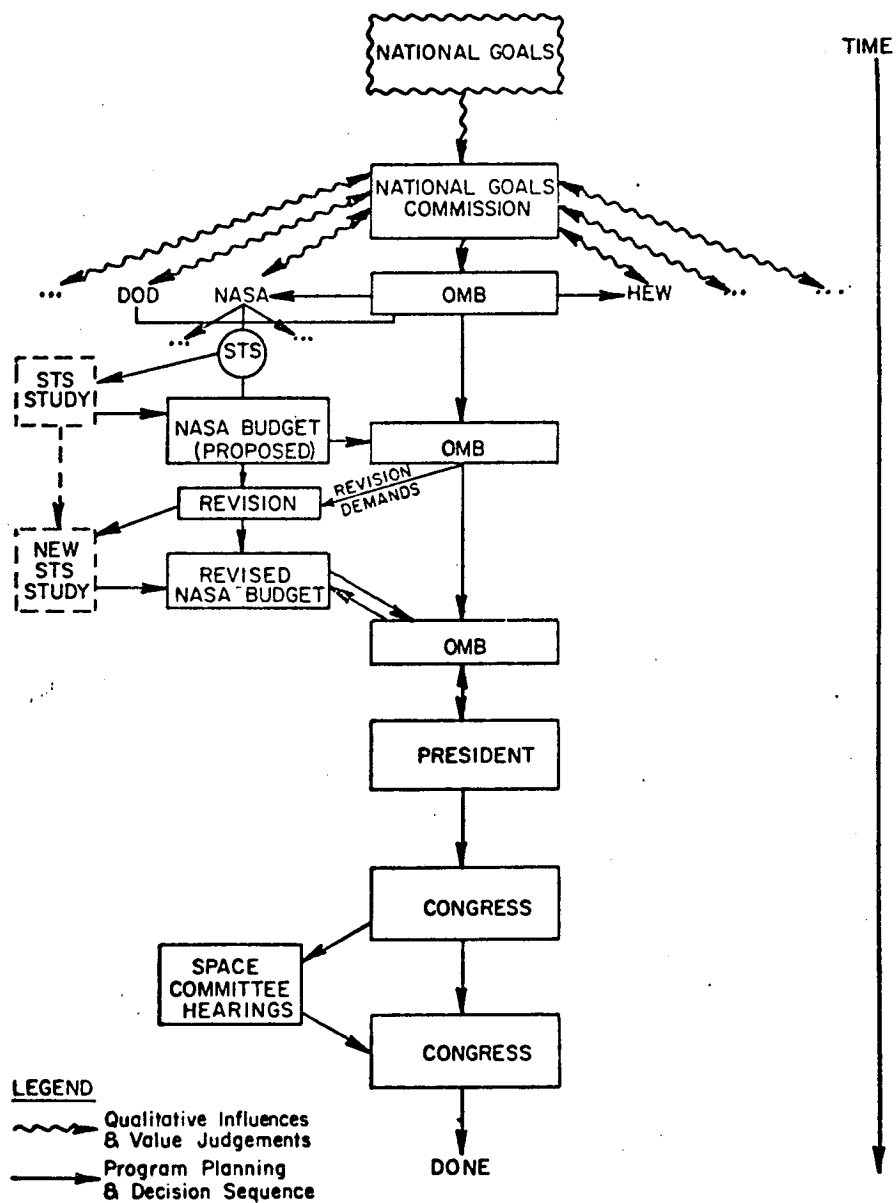 NATIONAL GOALS
TIME
NATIONAL GOALS
COMMISSION
... DOD NASA OMB HEW ... ...
... ...
STS
STS
STUDY
NASA BUDGET
(PROPOSED)
OMB
REVISION
DEMANDS
REVISION
NEW
STS
STUDY
REVISED
NASA BUDGET
OMB
PRESIDENT
CONGRESS
SPACE
COMMITTEE
HEARINGS
CONGRESS
LEGEND
Qualitative Influences
& Value Judgements
Program Planning
& Decision Sequence
DONE